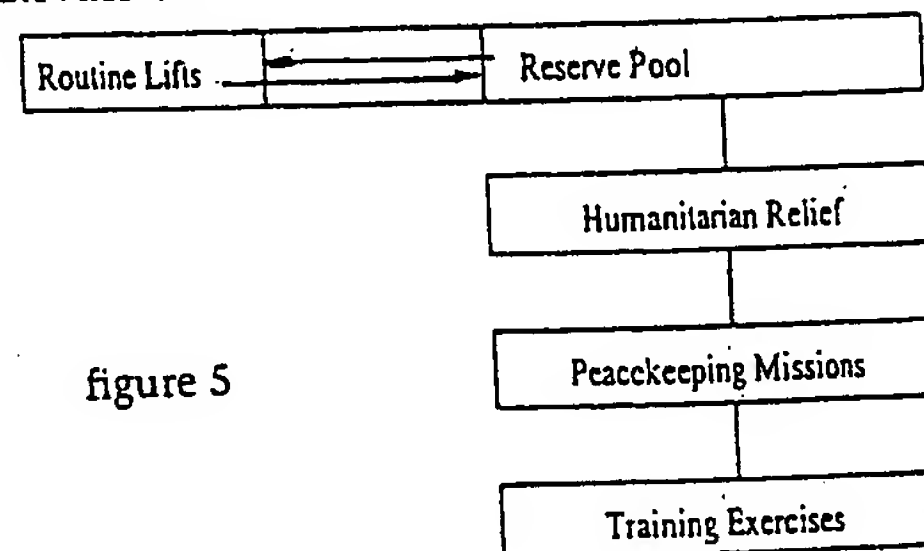 Routine Lifts
Reserve Pool
Humanitarian Relief
Peacekeeping Missions
figure 5
Training Exercises